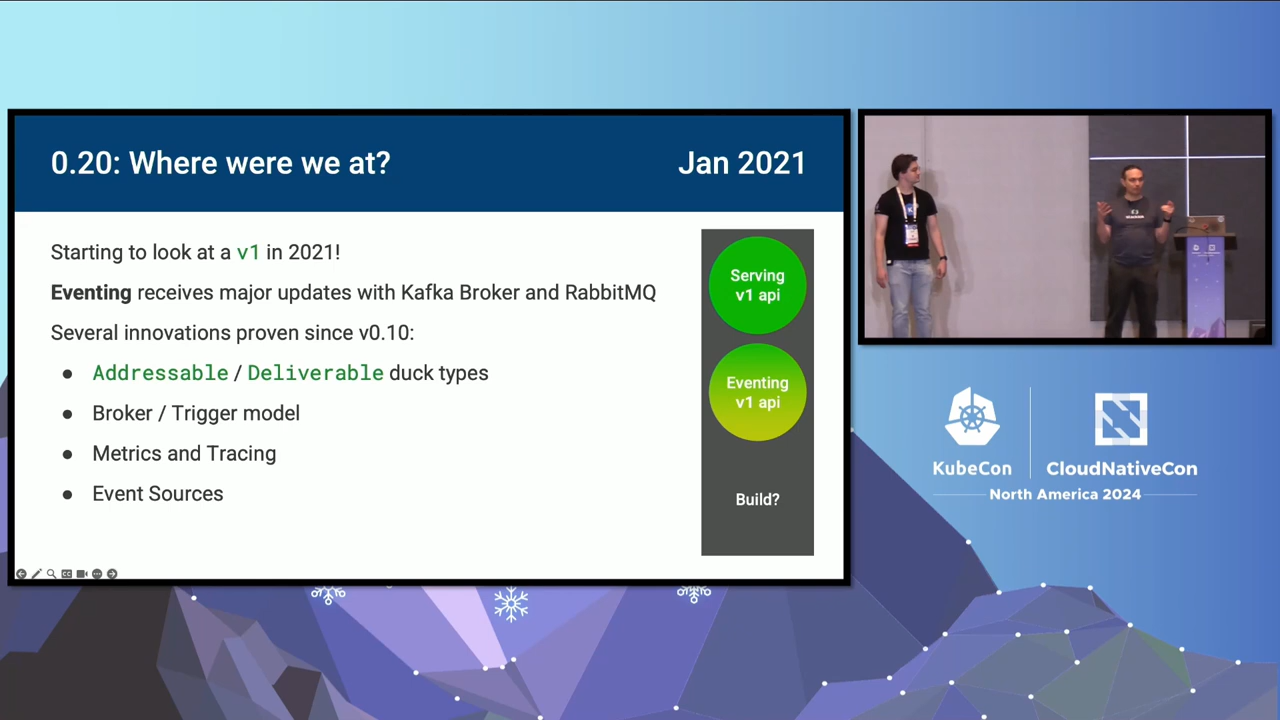 0.20: Where were we at?
Jan 2021
Starting to look at a v1 in 2021!
Eventing receives major updates with Kafka Broker and RabbitMQ
Several innovations proven since v0.10:
● Addressable / Deliverable duck types
● Broker / Trigger model
● Metrics and Tracing
● Event Sources
Serving
v1 api
Eventing
v1 api
Build?
KubeCon
CloudNativeCon
North America 2024